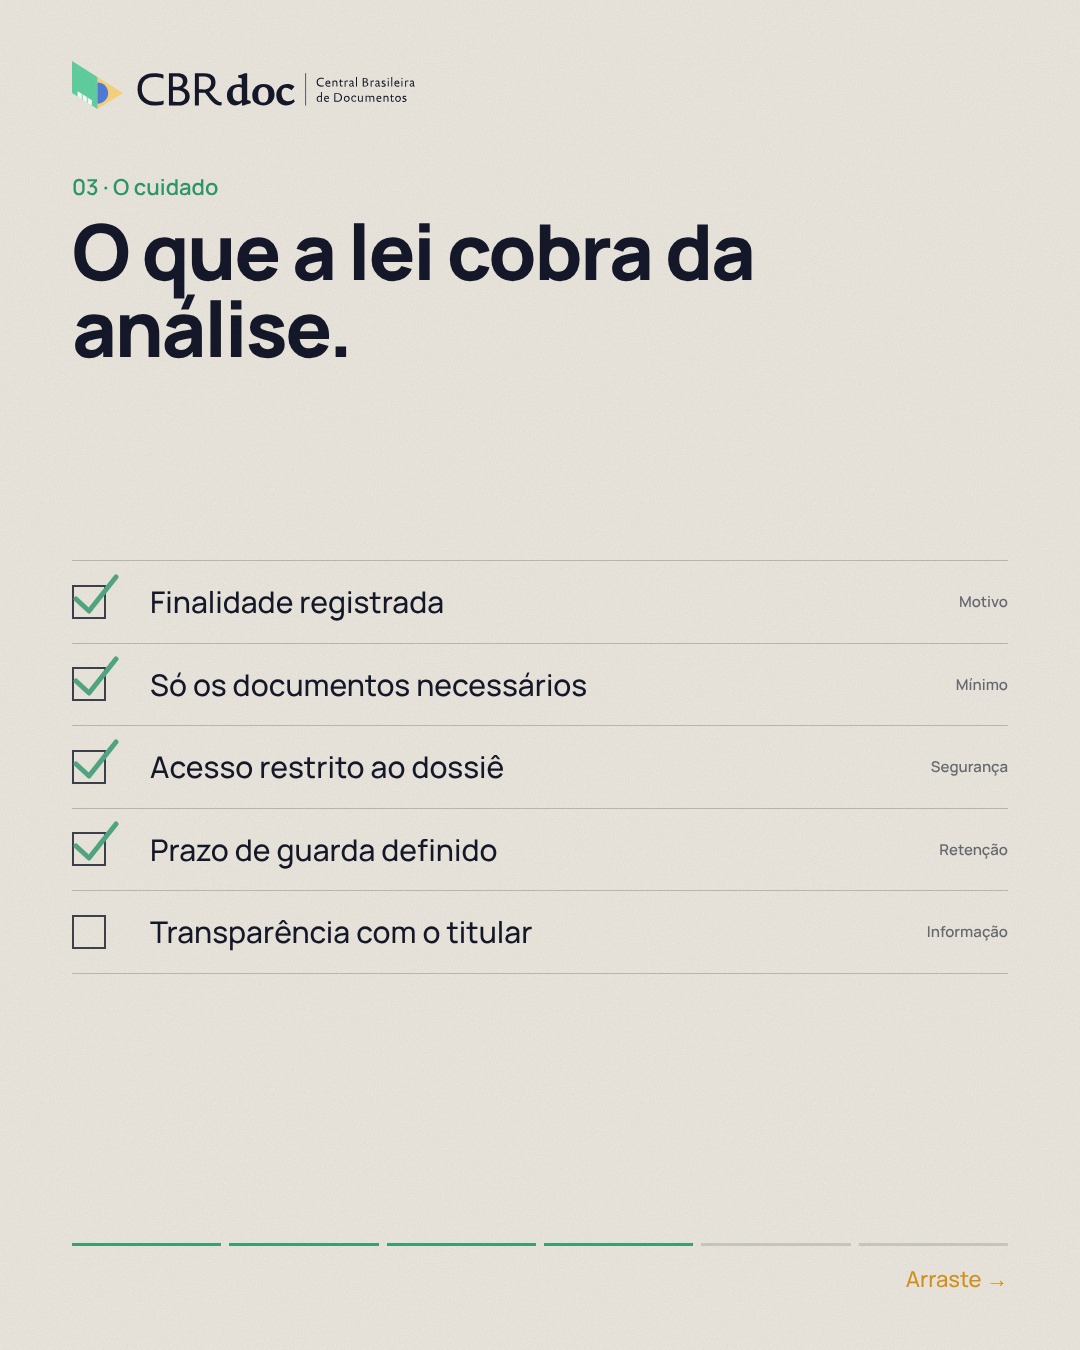 CBRdoc
Central Brasileira
de Documentos
03 · O cuidado
O que a lei cobra da
análise.
Finalidade registrada Motivo
Só os documentos necessários Mínimo
Acesso restrito ao dossiê Segurança
Prazo de guarda definido Retenção
Transparência com o titular Informação
Arraste →